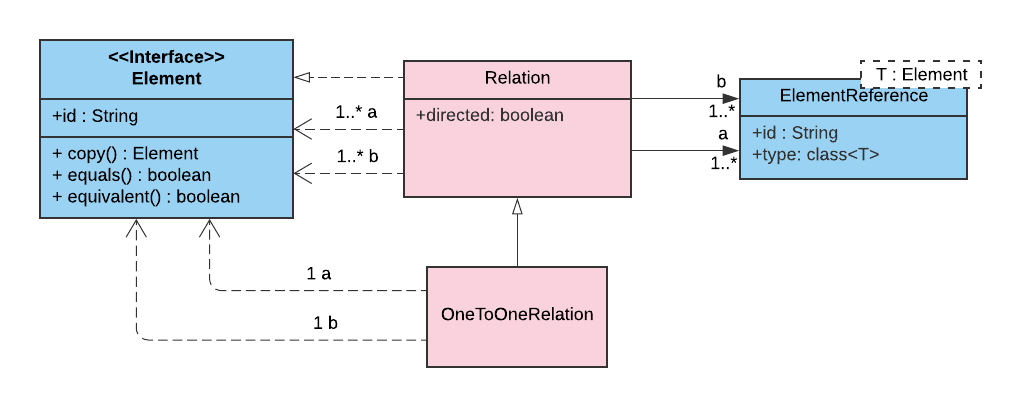 <<Interface>>
Element
+id : String
+ copy() : Element
+ equals() : boolean
+ equivalent() : boolean
1..* a
1..* b
Relation
+directed: boolean
b
1..*
a
1..*
T : Element
ElementReference
+id : String
+type: class<T>
1 a
1 b
OneToOneRelation